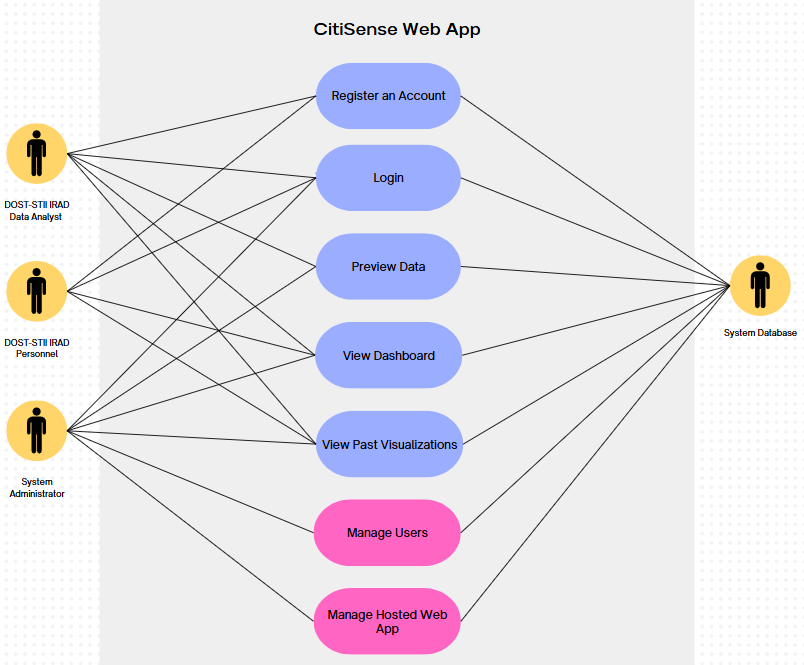 CitiSense Web App
Register an Account
Login
Preview Data
View Dashboard
View Past Visualizations
Manage Users
Manage Hosted Web
App
DOST-STII IRAD
Data Analyst
DOST-STII IRAD
Personnel
System
Administrator
System Database